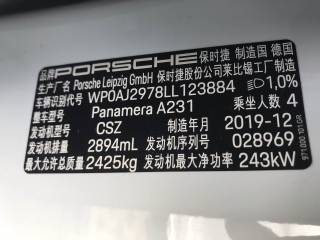 PORSCHE 保时捷 制造国 德国
生产厂名 Porsche Leipzig GmbH 保时捷股份公司莱比锡工厂制造
车辆识别代号 WP0AJ2978LL123884 1,0%
整车型号 Panamera A231 乘坐人数 4
发动机型号 CSZ 制造年月 2019-12
发动机排量 2894mL 发动机序列号 028969
最大允许总质量 2425kg 发动机最大净功率 243kW
971 000 101 GR